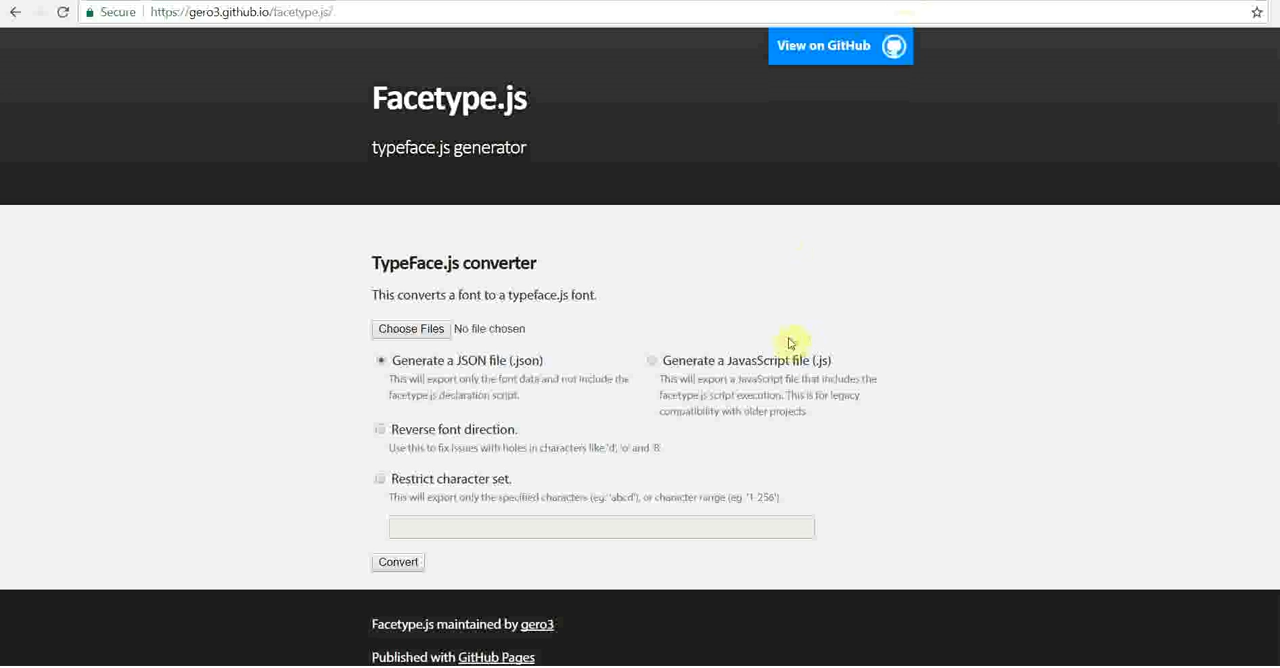 Secure https://gero3.github.io/facetype.js/
View on GitHub
Facetype.js
typeface.js generator
TypeFace.js converter
This converts a font to a typeface.js font.
Choose Files No file chosen
Generate a JSON file (.json)
This will export only the font data and not include the
facetype.js declaration script.
Generate a JavasScript file (.js)
This will export a JavaScript file that includes the
facetype.js script execution. This is for legacy
compatibility with older projects.
Reverse font direction.
Use this to fix issues with holes in characters like 'd', 'o' and 'B'
Restrict character set.
This will export only the specified characters (eg. 'abcd'), or character range (eg. '1-256')
Convert
Facetype.js maintained by gero3
Published with GitHub Pages